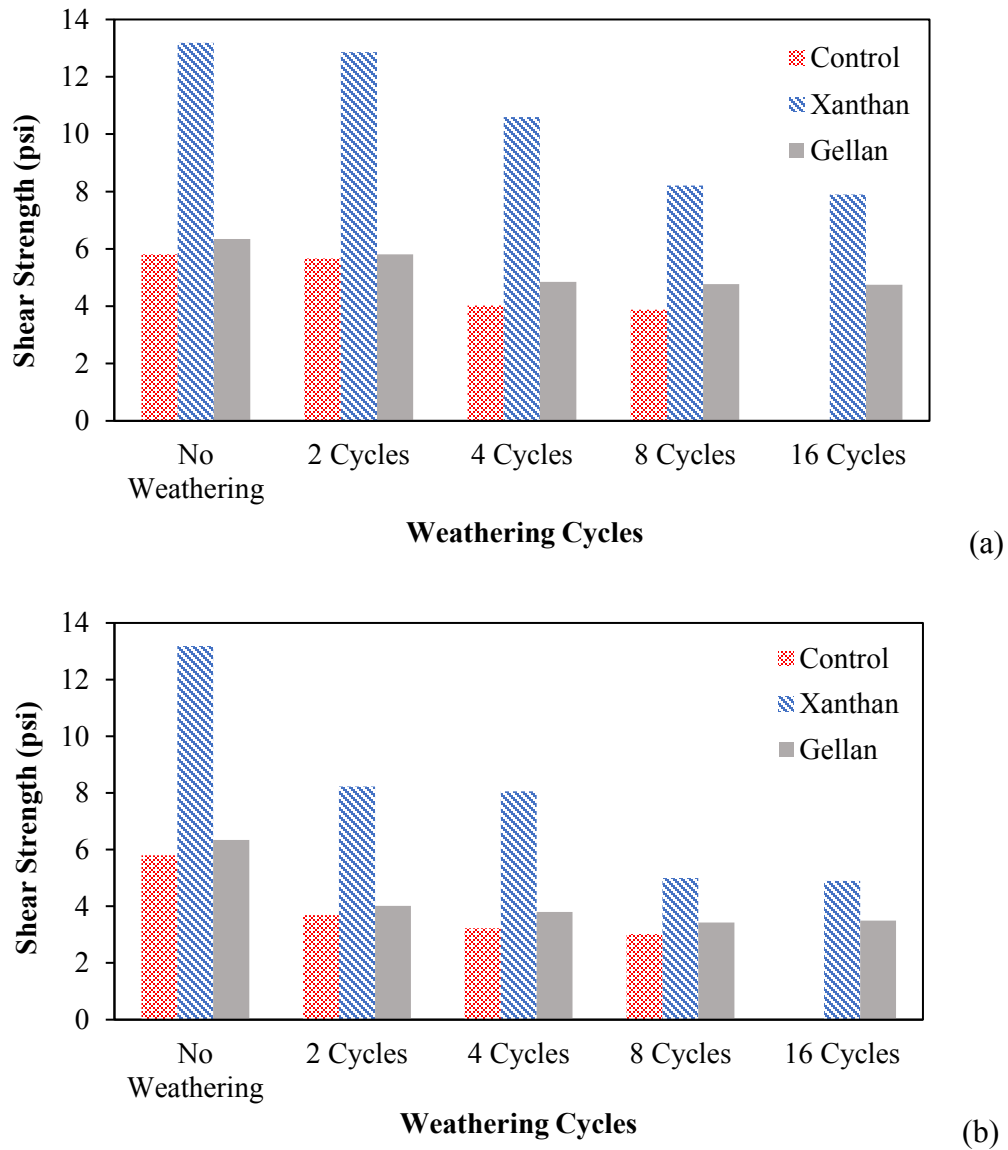 14
12
10
8
6
4
2
0
Shear Strength (psi)
Control
Xanthan
Gellan
No Weathering
2 Cycles
4 Cycles
8 Cycles
16 Cycles
Weathering Cycles
(a)
14
12
10
8
6
4
2
0
Shear Strength (psi)
Control
Xanthan
Gellan
No Weathering
2 Cycles
4 Cycles
8 Cycles
16 Cycles
Weathering Cycles
(b)